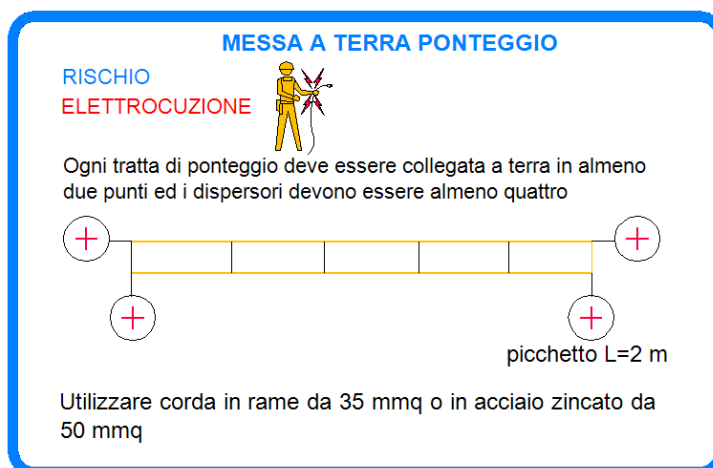 MESSA A TERRA PONTEGGIO
RISCHIO
ELETTROCUZIONE
Ogni tratta di ponteggio deve essere collegata a terra in almeno
due punti ed i dispersori devono essere almeno quattro
picchetto L=2 m
Utilizzare corda in rame da 35 mmq o in acciaio zincato da
50 mmq